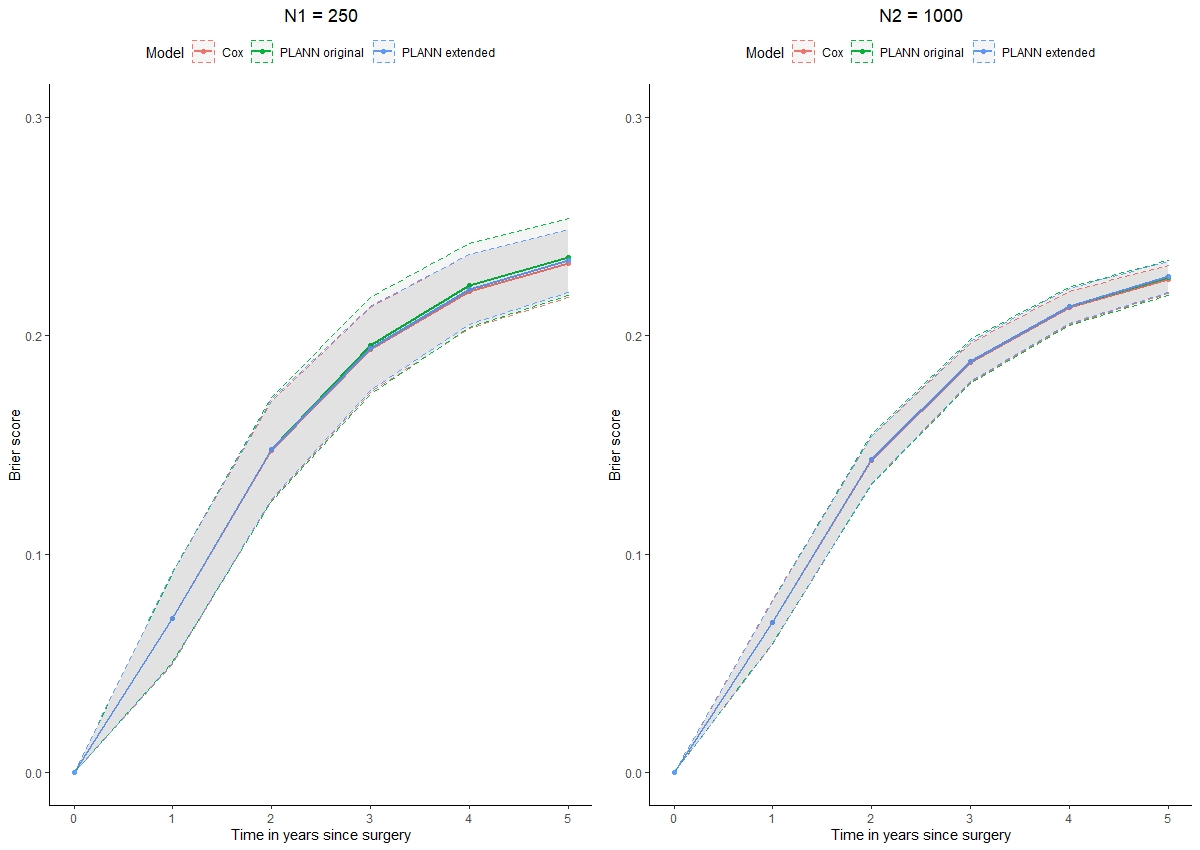 N1 = 250
Model Cox PLANN original PLANN extended
0.3
0.2
0.1
0.0
Brier score
0 1 2 3 4 5
Time in years since surgery
N2 = 1000
Model Cox PLANN original PLANN extended
0.3
0.2
0.1
0.0
Brier score
0 1 2 3 4 5
Time in years since surgery